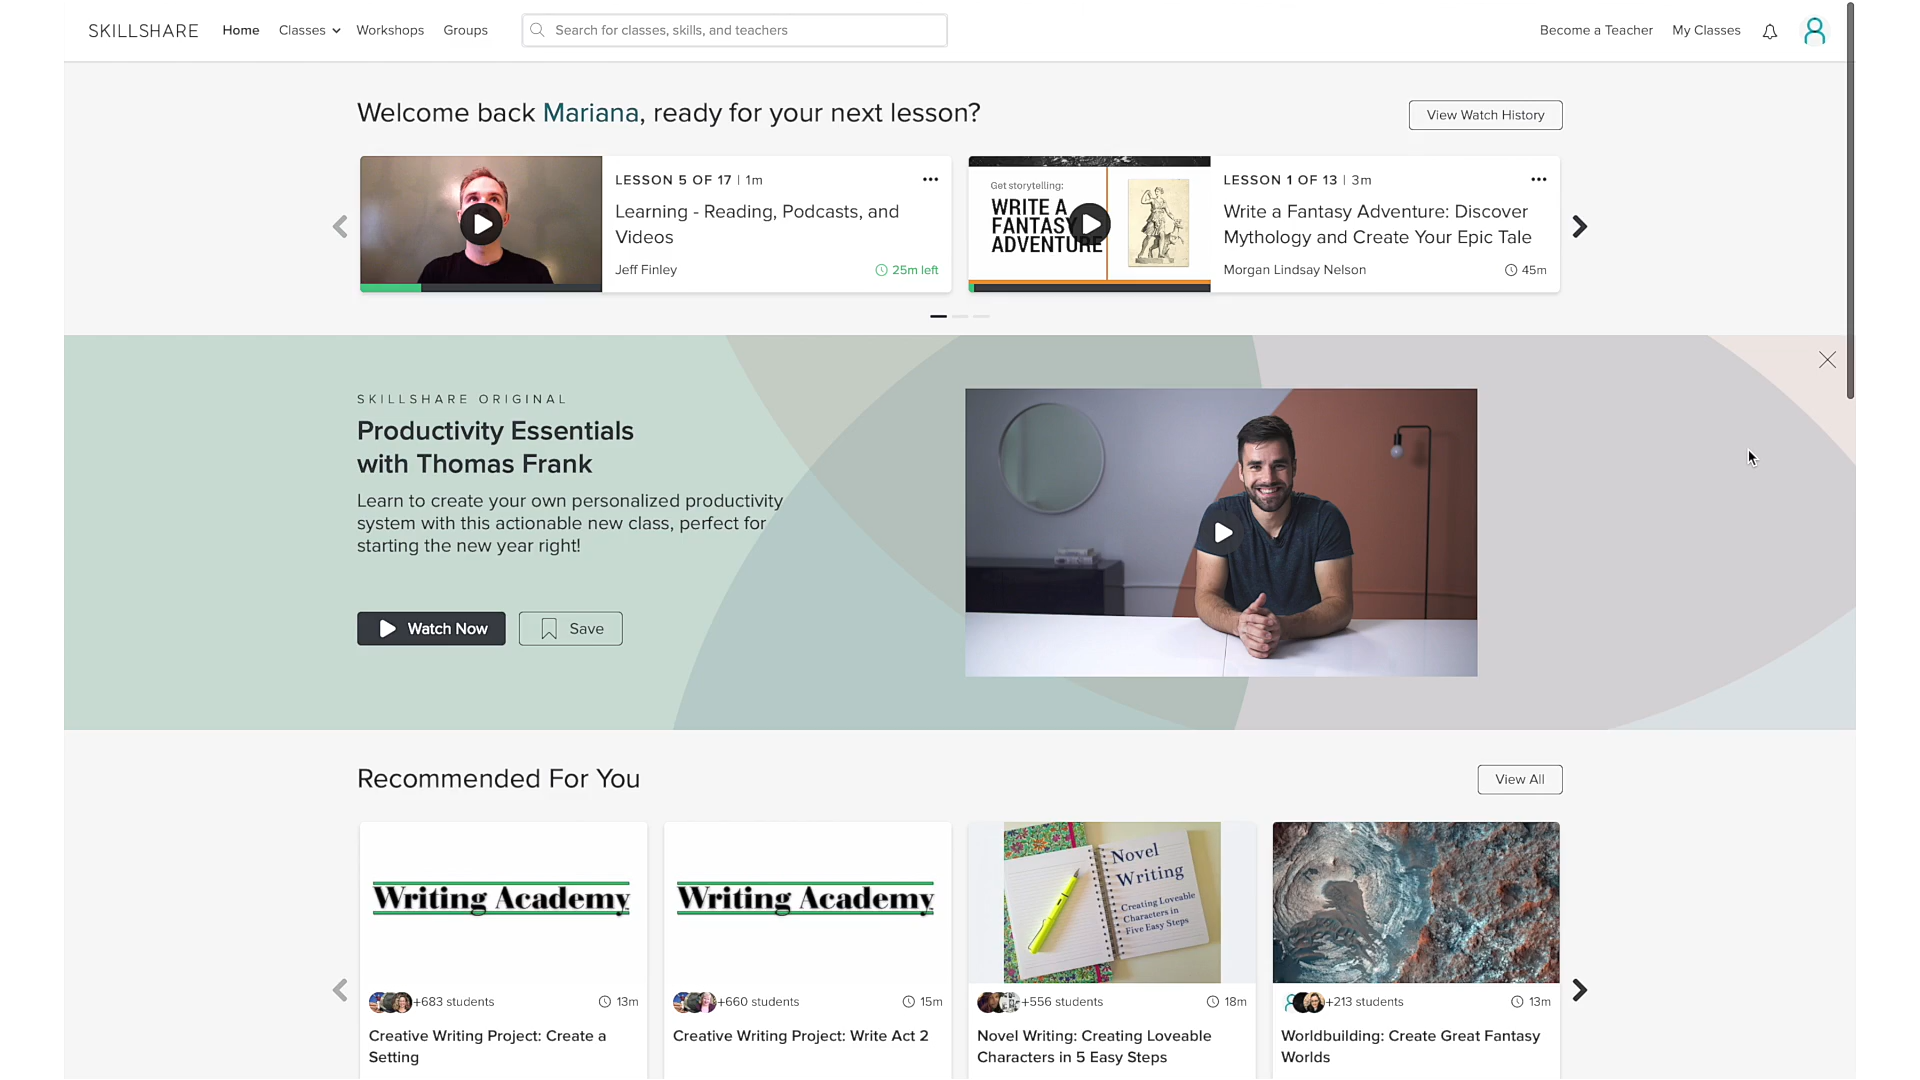 SKILLSHARE Home Classes Workshops Groups Search for classes, skills, and teachers Become a Teacher My Classes
Welcome back Mariana, ready for your next lesson?
View Watch History
LESSON 5 OF 17 | 1m
Learning - Reading, Podcasts, and
Videos
Jeff Finley
25m left
Get storytelling:
WRITE A
FANTASY
ADVENTURE
LESSON 1 OF 13 | 3m
Write a Fantasy Adventure: Discover
Mythology and Create Your Epic Tale
Morgan Lindsay Nelson
45m
SKILLSHARE ORIGINAL
Productivity Essentials
with Thomas Frank
Learn to create your own personalized productivity
system with this actionable new class, perfect for
starting the new year right!
Watch Now
Save
Recommended For You
View All
Writing Academy
+683 students
13m
Creative Writing Project: Create a
Setting
Writing Academy
+660 students
15m
Creative Writing Project: Write Act 2
Novel
Writing
Creating Loveable
Characters in
Five Easy Steps
+556 students
18m
Novel Writing: Creating Loveable
Characters in 5 Easy Steps
+213 students
13m
Worldbuilding: Create Great Fantasy
Worlds